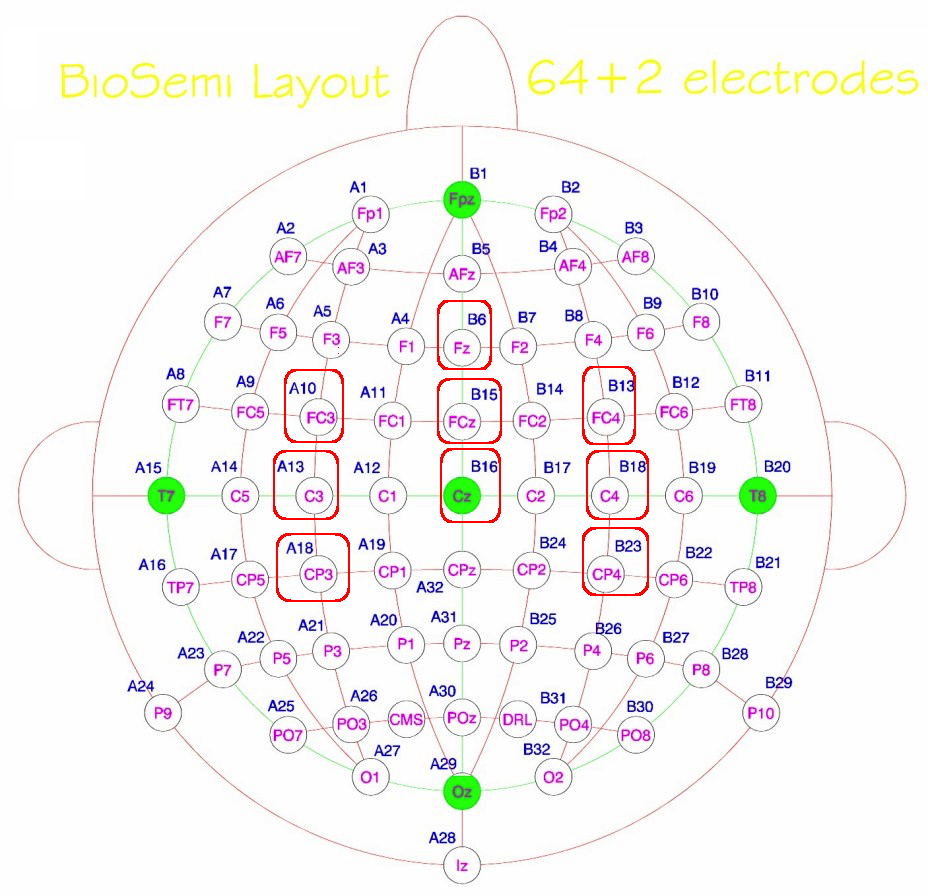 BioSemi Layout 64+2 electrodes
B1
A1 B2
Fpz
Fp1 Fp2
A2 B3
A3 B5 B4
AF7 AF8
AF3 AF4
AFz
A7 B10
A6 B9
A5 A4 B6 B7 B8
F7 F8
F5 F6
F3 F4
F1 Fz F2
A8 B11
A9 B12
A10 A11 B15 B14 B13
FT7 FT8
FC5 FC6
FC3 FC4
FC1 FCz FC2
A15 A14 A13 A12 B16 B17 B18 B19 B20
T7 C5 C3 C1 Cz C2 C4 C6 T8
A16 A17 A18 A19 B24 B23 B22 B21
CP1 CPz CP2
CP3 CP4
CP5 CP6
TP7 TP8
A32
A23 A22 A21 A20 A31 B25 B26 B27 B28
P7 P5 P3 P1 Pz P2 P4 P6 P8
A24 B29
A25 A26 A30 B31 B30
P9 P10
PO7 PO3 CMS POz DRL PO4 PO8
A27 A29 B32
O1 O2
Oz
A28
Iz